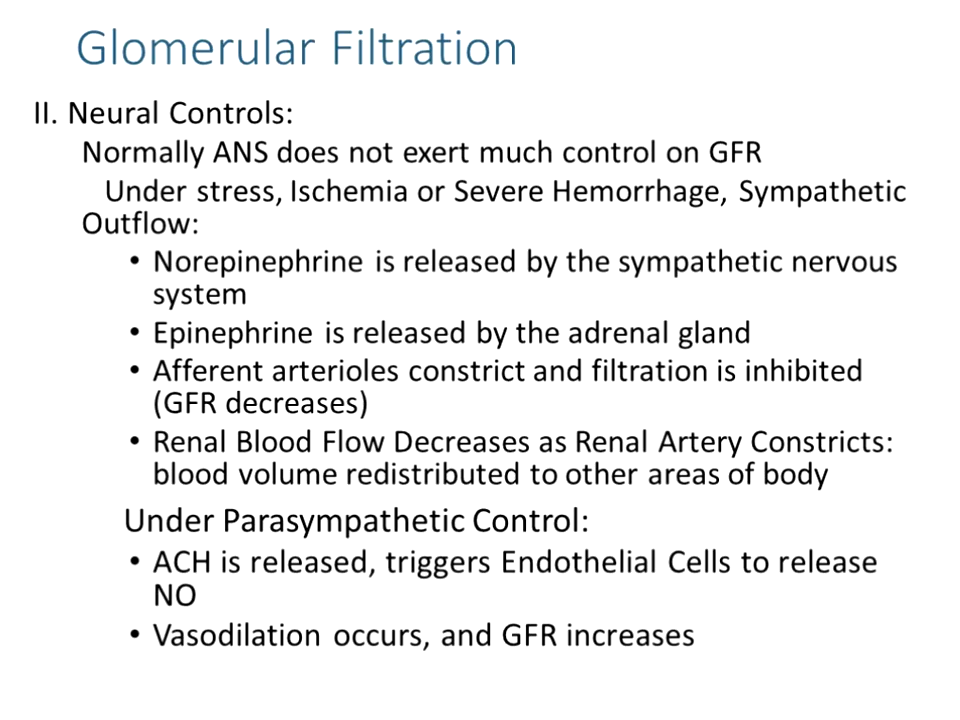 Glomerular Filtration
II. Neural Controls:
Normally ANS does not exert much control on GFR
Under stress, Ischemia or Severe Hemorrhage, Sympathetic
Outflow:
• Norepinephrine is released by the sympathetic nervous
system
• Epinephrine is released by the adrenal gland
• Afferent arterioles constrict and filtration is inhibited
(GFR decreases)
• Renal Blood Flow Decreases as Renal Artery Constricts:
blood volume redistributed to other areas of body
Under Parasympathetic Control:
• ACH is released, triggers Endothelial Cells to release
NO
• Vasodilation occurs, and GFR increases